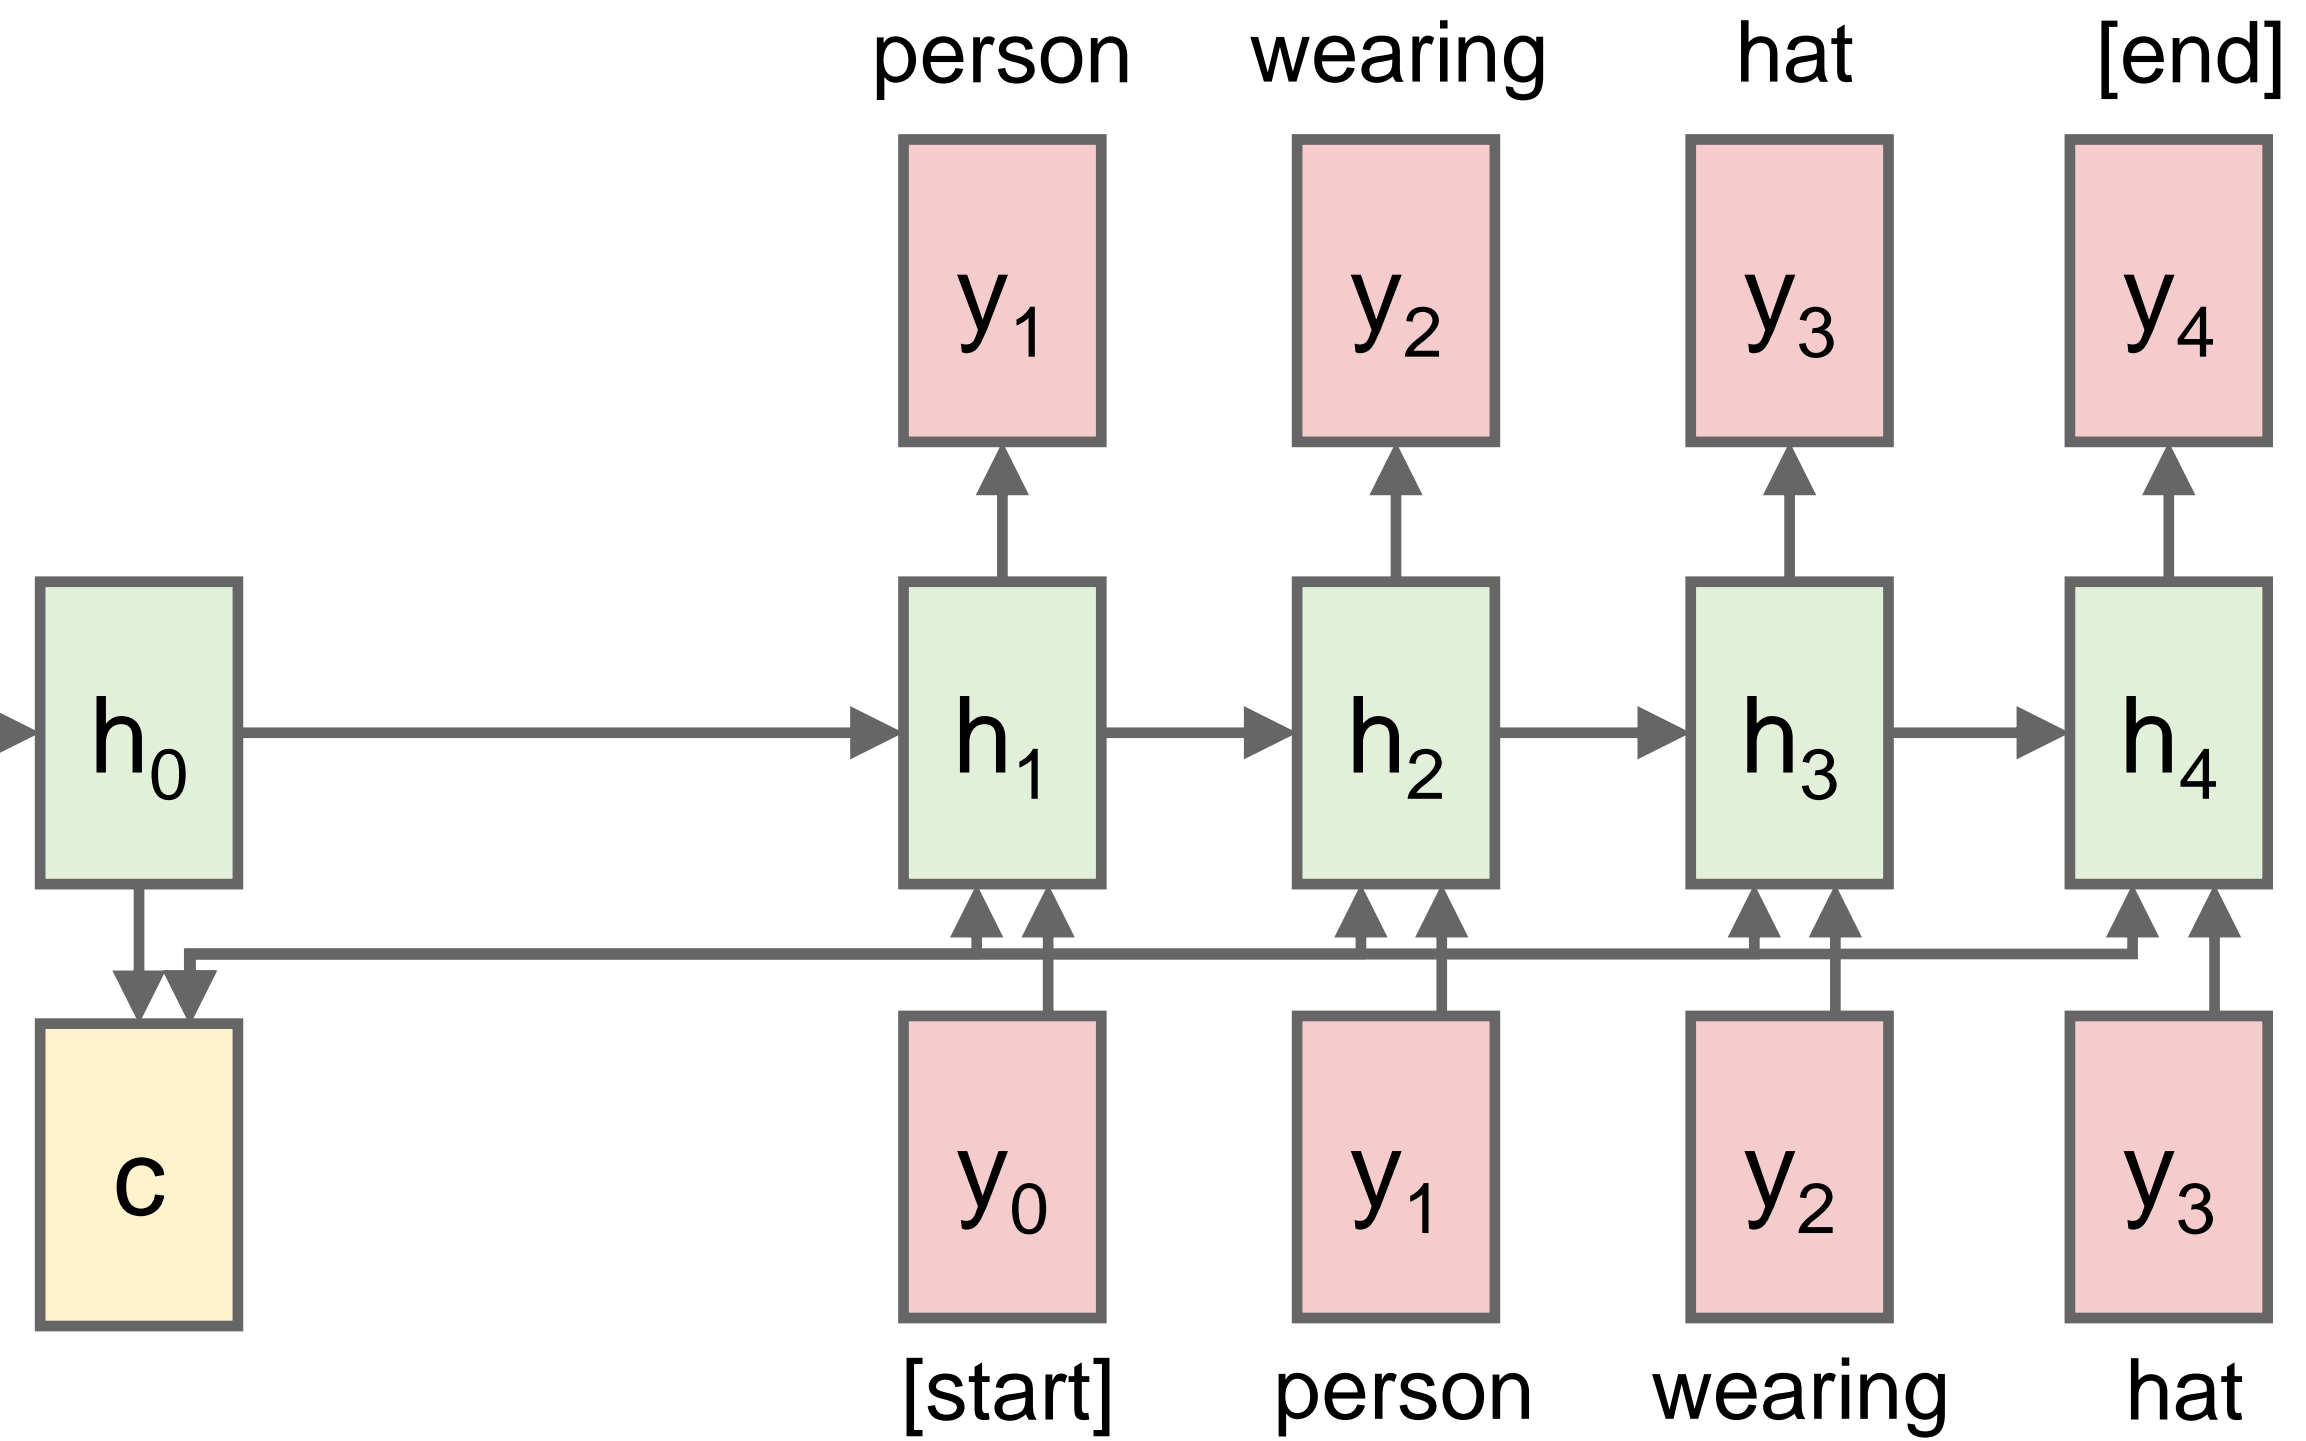 person wearing hat [end]
y₁ y₂ y₃ y₄
h₀ h₁ h₂ h₃ h₄
c y₀ y₁ y₂ y₃
[start] person wearing hat